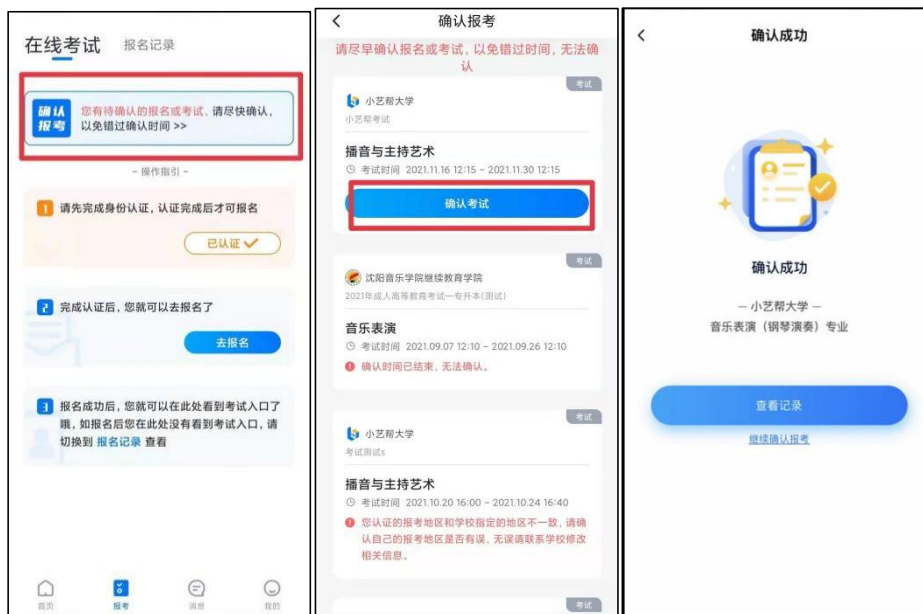 在线考试 报名记录
确认
报考
您有待确认的报名或考试，请尽快确认，
以免错过确认时间 >>
- 操作指引 -
1 请先完成身份认证，认证完成后才可报名
已认证
2 完成认证后，您就可以去报名了
去报名
3 报名成功后，您就可以在此处看到考试入口了
哦，如报名后您在此处没有看到考试入口，请
切换到 报名记录 查看
首页 报考 消息 我的
确认报考
请尽早确认报名或考试，以免错过时间，无法确
认
考试
小艺帮大学
小艺帮考试
播音与主持艺术
考试时间 2021.11.16 12:15 ~ 2021.11.30 12:15
确认考试
考试
沈阳音乐学院继续教育学院
2021年成人高等教育考试—专升本(测试)
音乐表演
考试时间 2021.09.07 12:10 ~ 2021.09.26 12:10
确认时间已结束，无法确认。
考试
小艺帮大学
考试测试s
播音与主持艺术
考试时间 2021.10.20 16:00 ~ 2021.10.24 16:40
您认证的报考地区和学校指定的地区不一致，请确
认自己的报考地区是否有误，无误请联系学校修改
相关信息。
考试
确认成功
确认成功
— 小艺帮大学 —
音乐表演（钢琴演奏）专业
查看记录
继续确认报考